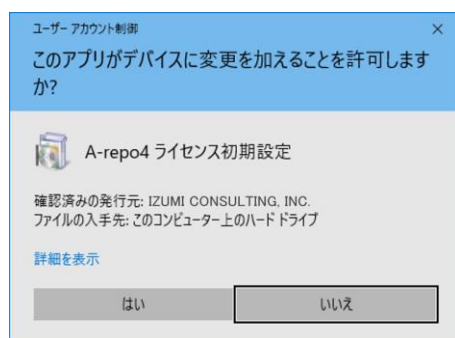 ユーザー アカウント制御
このアプリがデバイスに変更を加えることを許可します
か?
A-repo4 ライセンス初期設定
確認済みの発行元: IZUMI CONSULTING, INC.
ファイルの入手先: このコンピューター上のハード ドライブ
詳細を表示
はい
いいえ